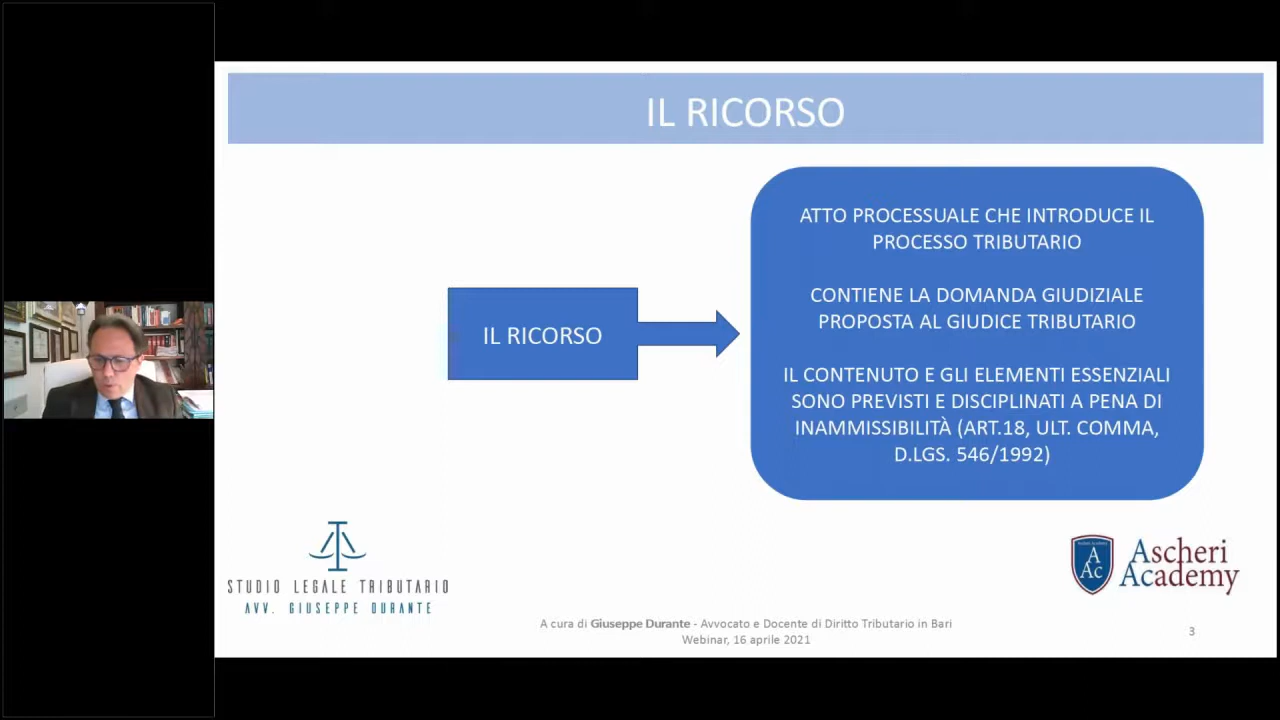 IL RICORSO
IL RICORSO
ATTO PROCESSUALE CHE INTRODUCE IL
PROCESSO TRIBUTARIO
CONTIENE LA DOMANDA GIUDIZIALE
PROPOSTA AL GIUDICE TRIBUTARIO
IL CONTENUTO E GLI ELEMENTI ESSENZIALI
SONO PREVISTI E DISCIPLINATI A PENA DI
INAMMISSIBILITÀ (ART.18, ULT. COMMA,
D.LGS. 546/1992)
STUDIO LEGALE TRIBUTARIO
AVV. GIUSEPPE DURANTE
A
Ac
Ascheri
Academy
A cura di Giuseppe Durante - Avvocato e Docente di Diritto Tributario in Bari
Webinar, 16 aprile 2021
3